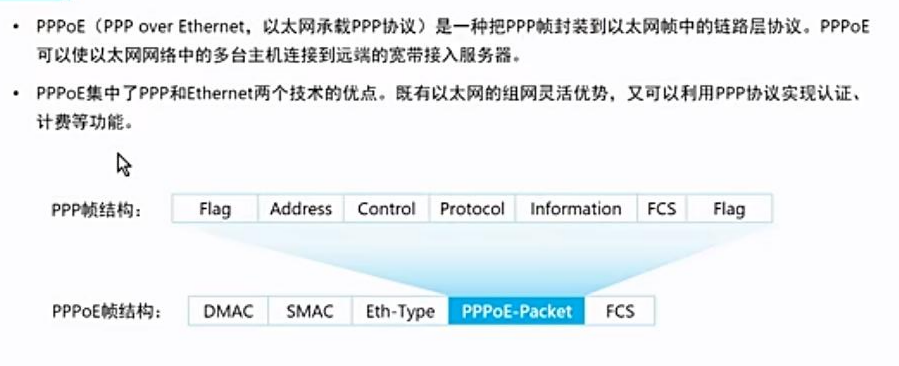 • PPPoE（PPP over Ethernet，以太网承载PPP协议）是一种把PPP帧封装到以太网帧中的链路层协议。PPPoE
可以使以太网网络中的多台主机连接到远端的宽带接入服务器。
• PPPoE集中了PPP和Ethernet两个技术的优点。既有以太网的组网灵活优势，又可以利用PPP协议实现认证、
计费等功能。
PPP帧结构： Flag Address Control Protocol Information FCS Flag
PPPoE帧结构： DMAC SMAC Eth-Type PPPoE-Packet FCS